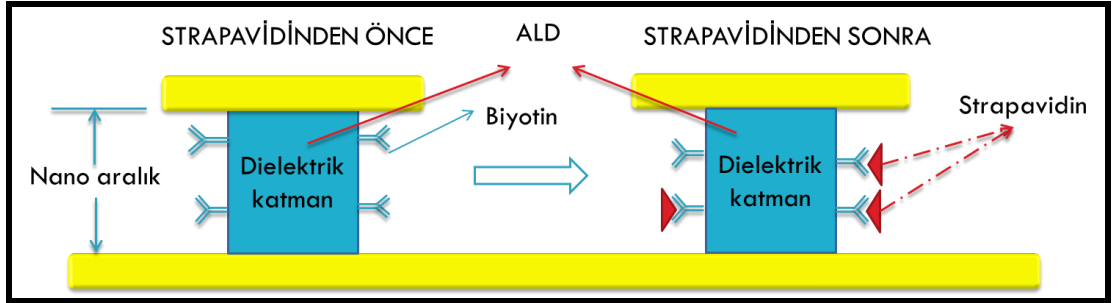 STRAPAVİDİNDEN ÖNCE
ALD
STRAPAVİDİNDEN SONRA
Biyotin
Strapavidin
Nano aralık
Dielektrik
katman
Dielektrik
katman